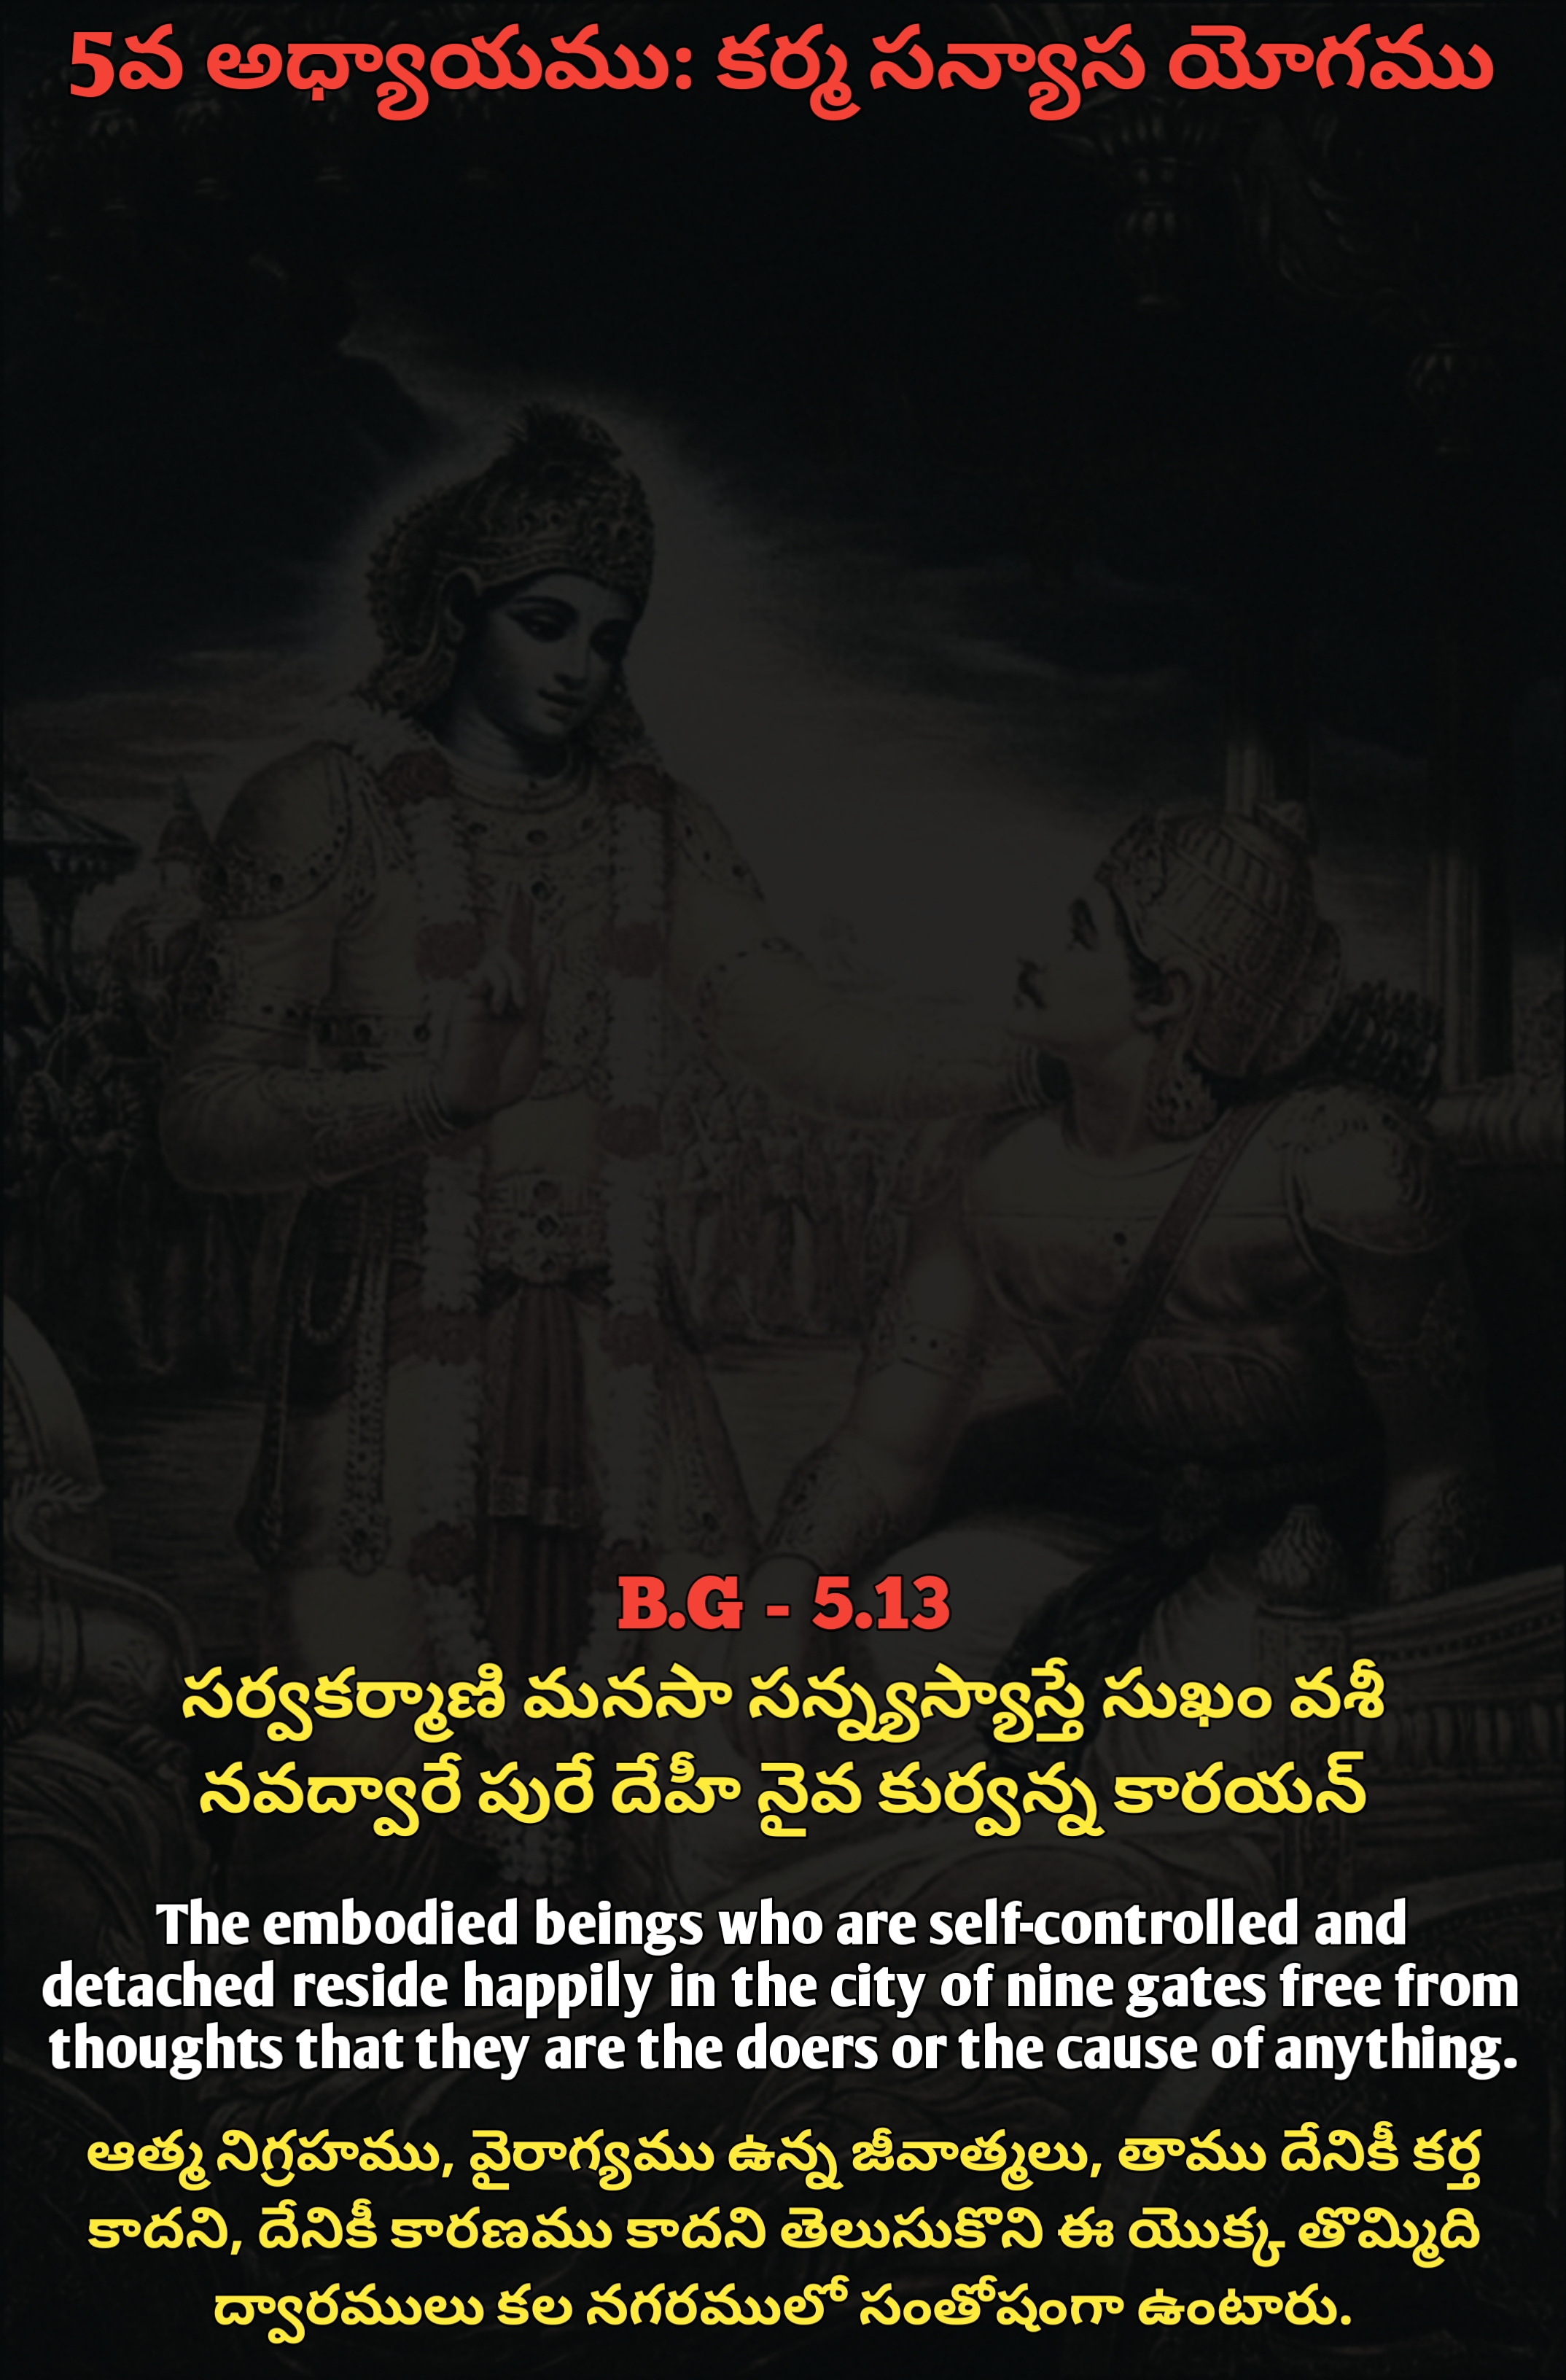 5వ అధ్యాయము: కర్మ సన్యాస యోగము
B.G - 5.13
సర్వకర్మాణి మనసా సన్న్యస్యాస్తే సుఖం వశీ
నవద్వారే పురే దేహీ నైవ కుర్వన్న కారయన్
The embodied beings who are self-controlled and
detached reside happily in the city of nine gates free from
thoughts that they are the doers or the cause of anything.
ఆత్మ నిగ్రహము, వైరాగ్యము ఉన్న జీవాత్మలు, తాము దేనికీ కర్త
కాదని, దేనికీ కారణము కాదని తెలుసుకొని ఈ యొక్క తొమ్మిది
ద్వారములు కల నగరములో సంతోషంగా ఉంటారు.